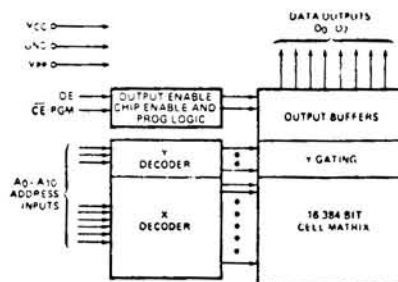 VCC
GND
VPP
DATA OUTPUTS
O0 O7
OE
CE PGM
OUTPUT ENABLE
CHIP ENABLE AND
PROG LOGIC
OUTPUT BUFFERS
A0 - A10
ADDRESS
INPUTS
Y
DECODER
Y GATING
X
DECODER
16 384 BIT
CELL MATRIX